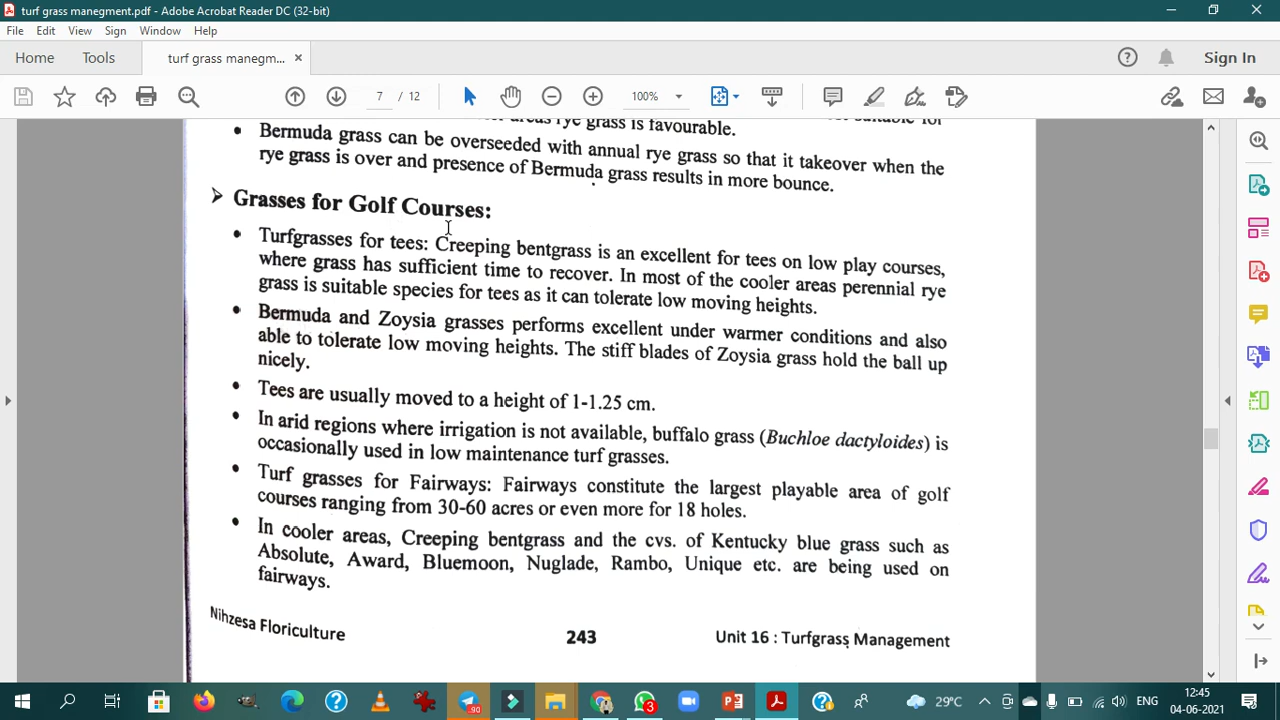 turf grass manegment.pdf - Adobe Acrobat Reader DC (32-bit)
File Edit View Sign Window Help
Home Tools turf grass manegm... × Sign In
7 / 12 100%
areas rye grass is favourable.
Bermuda grass can be overseeded with annual rye grass so that it takeover when the
rye grass is over and presence of Bermuda grass results in more bounce.
Grasses for Golf Courses:
Turfgrasses for tees: Creeping bentgrass is an excellent for tees on low play courses,
where grass has sufficient time to recover. In most of the cooler areas perennial rye
grass is suitable species for tees as it can tolerate low moving heights.
Bermuda and Zoysia grasses performs excellent under warmer conditions and also
able to tolerate low moving heights. The stiff blades of Zoysia grass hold the ball up
nicely.
Tees are usually moved to a height of 1-1.25 cm.
In arid regions where irrigation is not available, buffalo grass (Buchloe dactyloides) is
occasionally used in low maintenance turf grasses.
Turf grasses for Fairways: Fairways constitute the largest playable area of golf
courses ranging from 30-60 acres or even more for 18 holes.
In cooler areas, Creeping bentgrass and the cvs. of Kentucky blue grass such as
Absolute, Award, Bluemoon, Nuglade, Rambo, Unique etc. are being used on
fairways.
Nihzesa Floriculture 243 Unit 16 : Turfgrass Management
90 3 29°C ENG 12:45
04-06-2021